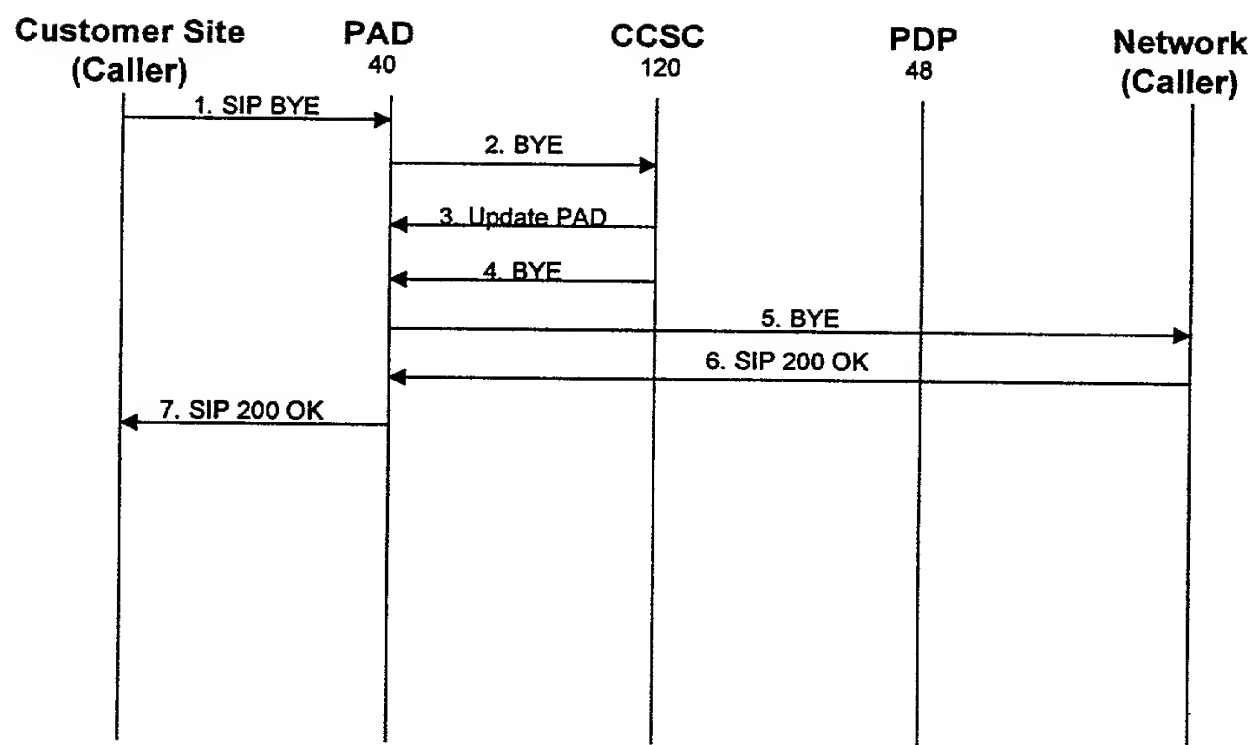 Customer Site
(Caller)
PAD
40
CCSC
120
PDP
48
Network
(Caller)
1. SIP BYE
2. BYE
3. Update PAD
4. BYE
5. BYE
6. SIP 200 OK
7. SIP 200 OK